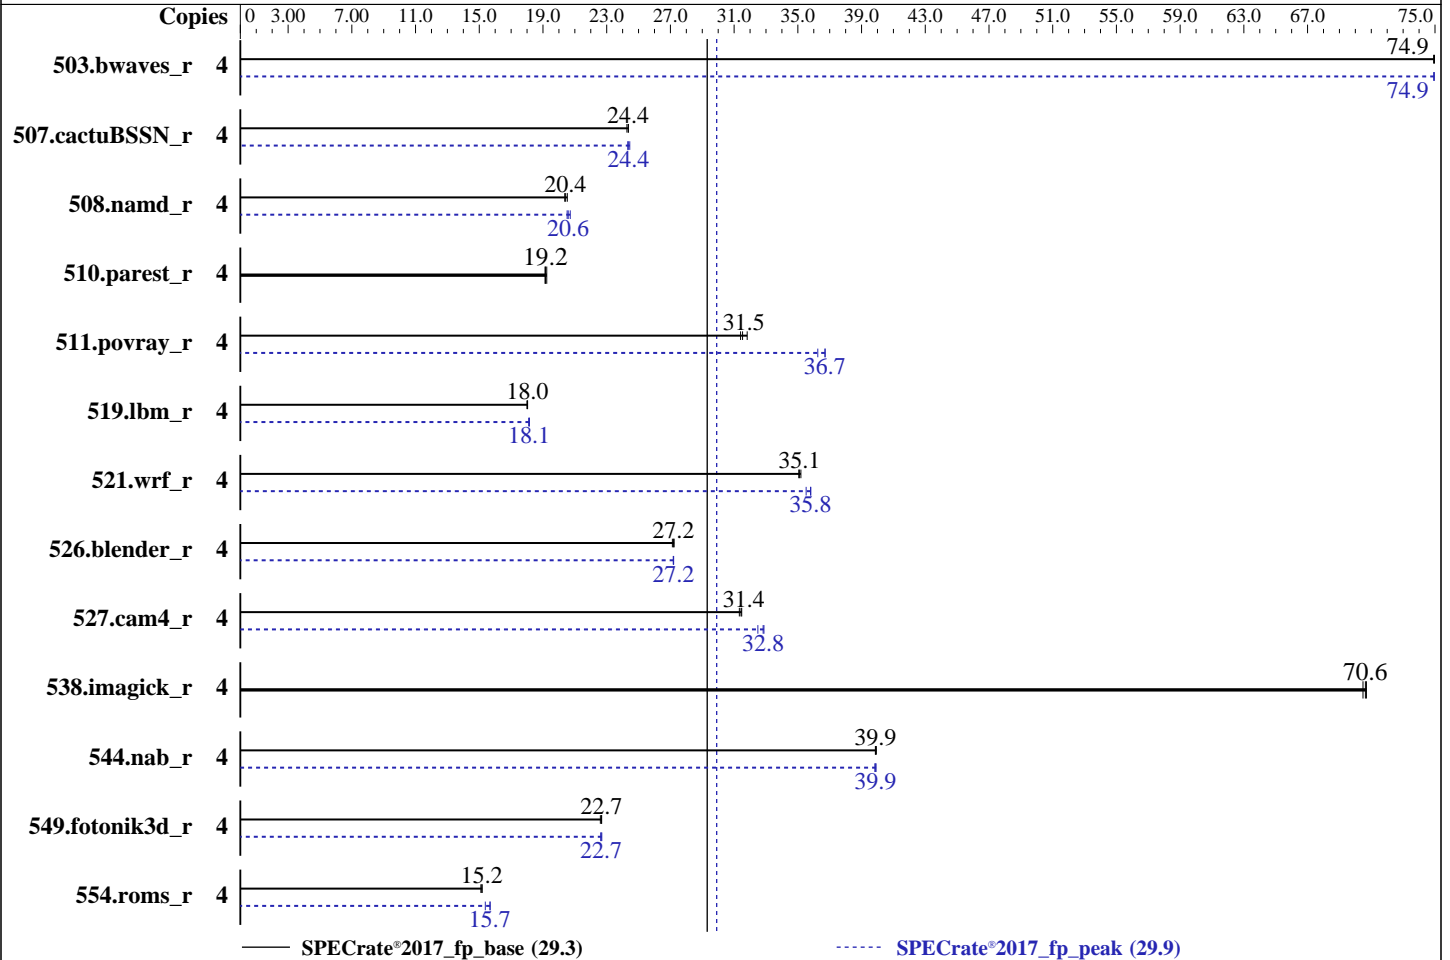 Copies 0 3.00 7.00 11.0 15.0 19.0 23.0 27.0 31.0 35.0 39.0 43.0 47.0 51.0 55.0 59.0 63.0 67.0 75.0
74.9
503.bwaves_r 4
74.9
24.4
507.cactuBSSN_r 4
24.4
20.4
508.namd_r 4
20.6
19.2
510.parest_r 4
31.5
511.povray_r 4
36.7
18.0
519.lbm_r 4
18.1
35.1
521.wrf_r 4
35.8
27.2
526.blender_r 4
27.2
31.4
527.cam4_r 4
32.8
70.6
538.imagick_r 4
39.9
544.nab_r 4
39.9
22.7
549.fotonik3d_r 4
22.7
15.2
554.roms_r 4
15.7
SPECrate®2017_fp_base (29.3) SPECrate®2017_fp_peak (29.9)